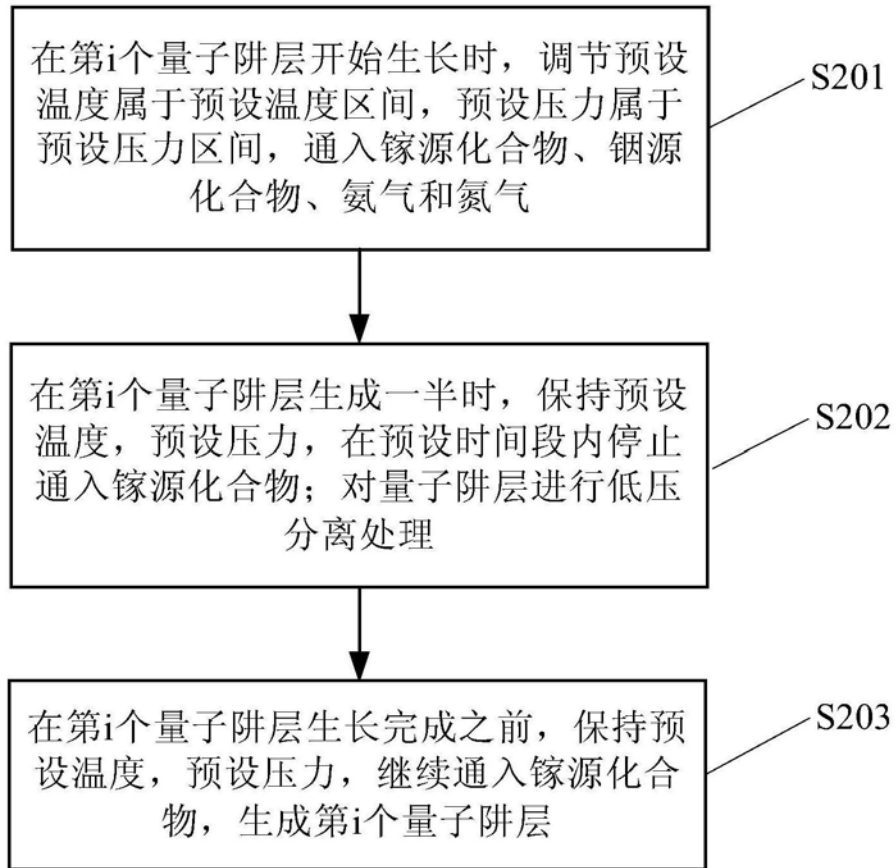 在第i个量子阱层开始生长时，调节预设
温度属于预设温度区间，预设压力属于
预设压力区间，通入镓源化合物、铟源
化合物、氨气和氮气
S201
在第i个量子阱层生成一半时，保持预设
温度，预设压力，在预设时间段内停止
通入镓源化合物；对量子阱层进行低压
分离处理
S202
在第i个量子阱层生长完成之前，保持预
设温度，预设压力，继续通入镓源化合
物，生成第i个量子阱层
S203